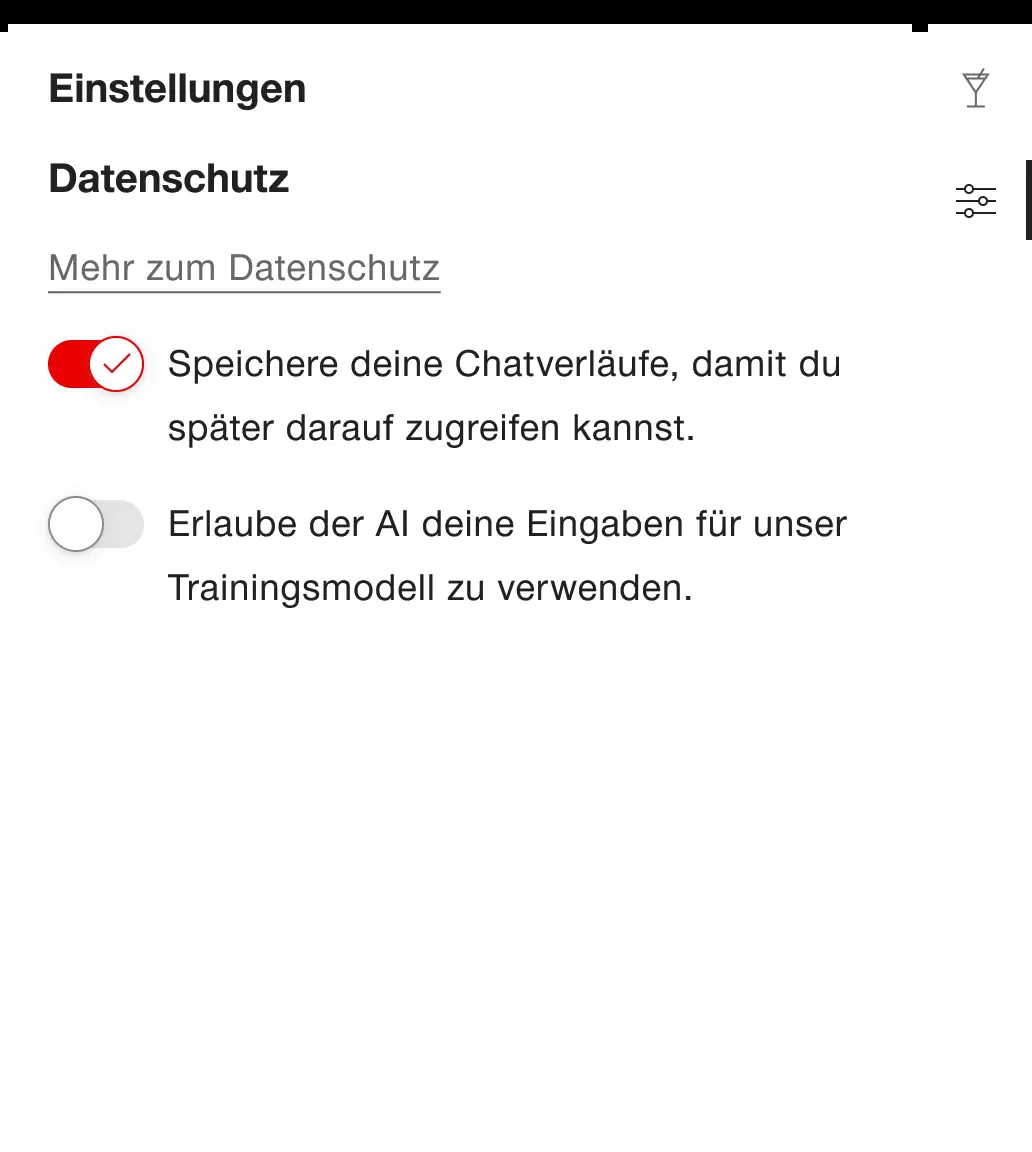 Einstellungen
Datenschutz
Mehr zum Datenschutz
Speichere deine Chatverläufe, damit du
später darauf zugreifen kannst.
Erlaube der AI deine Eingaben für unser
Trainingsmodell zu verwenden.